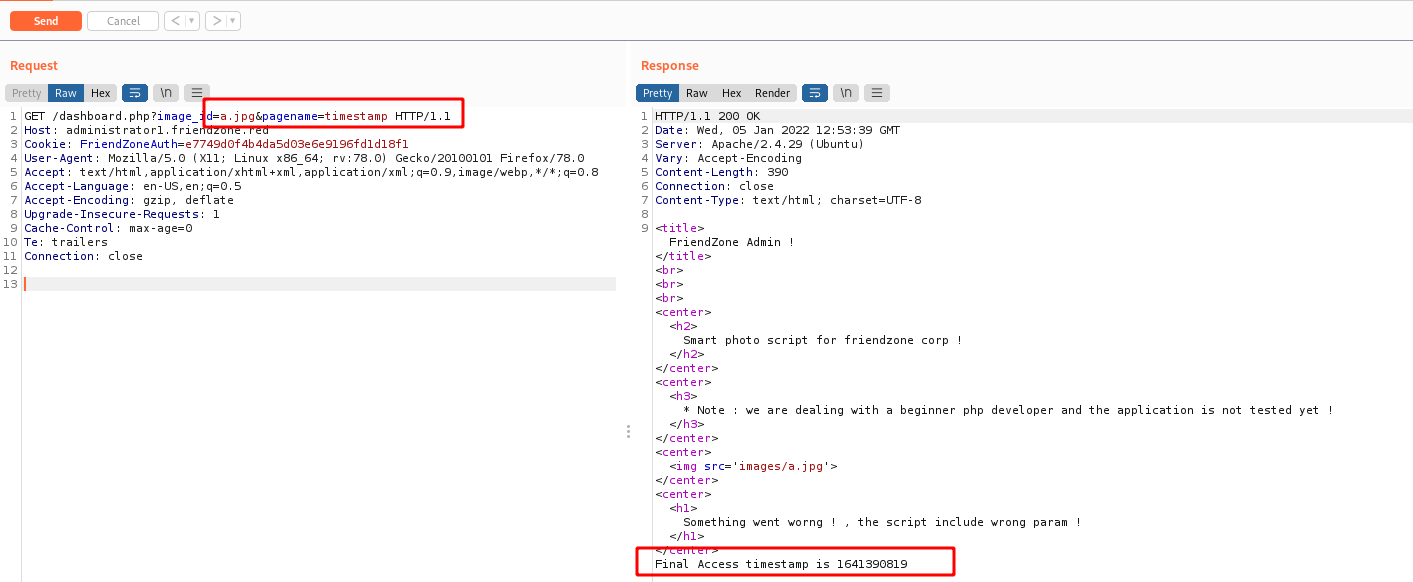 Send Cancel < ▾ > ▾
Request
Pretty Raw Hex \n
1 GET /dashboard.php?image_id=a.jpg&pagename=timestamp HTTP/1.1
2 Host: administrator1.friendzone.red
3 Cookie: FriendZoneAuth=e7749d0f4b4da5d03e6e9196fd1d18f1
4 User-Agent: Mozilla/5.0 (X11; Linux x86_64; rv:78.0) Gecko/20100101 Firefox/78.0
5 Accept: text/html,application/xhtml+xml,application/xml;q=0.9,image/webp,*/*;q=0.8
6 Accept-Language: en-US,en;q=0.5
7 Accept-Encoding: gzip, deflate
8 Upgrade-Insecure-Requests: 1
9 Cache-Control: max-age=0
10 Te: trailers
11 Connection: close
12
13
Response
Pretty Raw Hex Render \n
1 HTTP/1.1 200 OK
2 Date: Wed, 05 Jan 2022 12:53:39 GMT
3 Server: Apache/2.4.29 (Ubuntu)
4 Vary: Accept-Encoding
5 Content-Length: 390
6 Connection: close
7 Content-Type: text/html; charset=UTF-8
8
9 <title>
FriendZone Admin !
</title>
<br>
<br>
<br>
<center>
<h2>
Smart photo script for friendzone corp !
</h2>
</center>
<center>
<h3>
* Note : we are dealing with a beginner php developer and the application is not tested yet !
</h3>
</center>
<center>
<img src='images/a.jpg'>
</center>
<center>
<h1>
Something went worng ! , the script include wrong param !
</h1>
</center>
Final Access timestamp is 1641390819